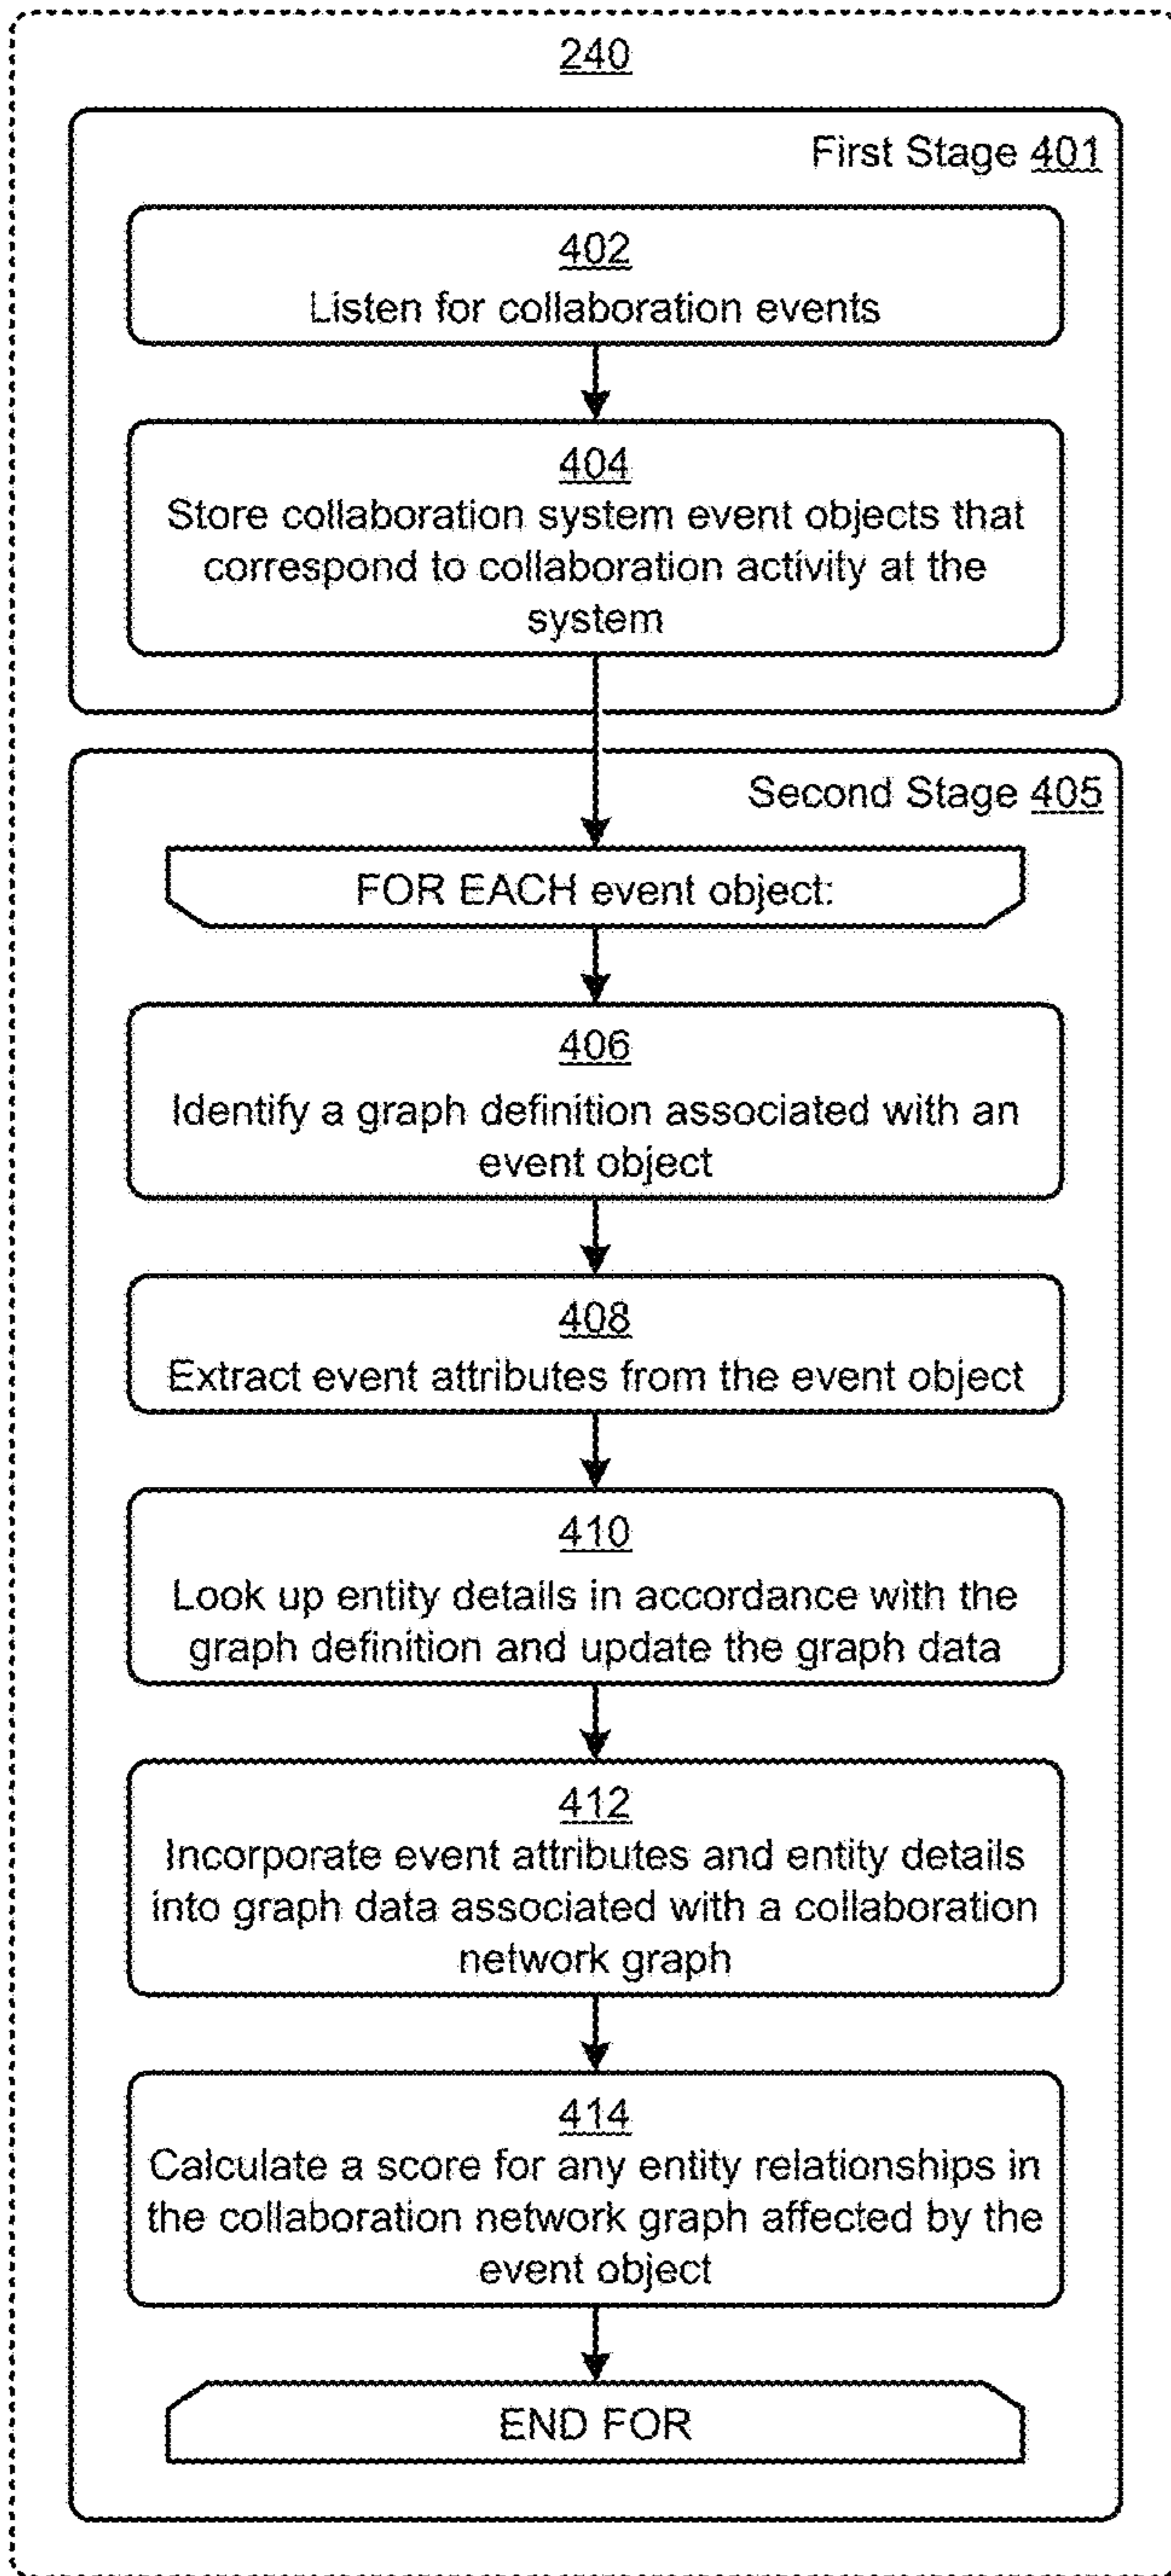 240
First Stage 401
402
Listen for collaboration events
404
Store collaboration system event objects that
correspond to collaboration activity at the
system
Second Stage 405
FOR EACH event object:
406
Identify a graph definition associated with an
event object
408
Extract event attributes from the event object
410
Look up entity details in accordance with the
graph definition and update the graph data
412
Incorporate event attributes and entity details
into graph data associated with a collaboration
network graph
414
Calculate a score for any entity relationships in
the collaboration network graph affected by the
event object
END FOR